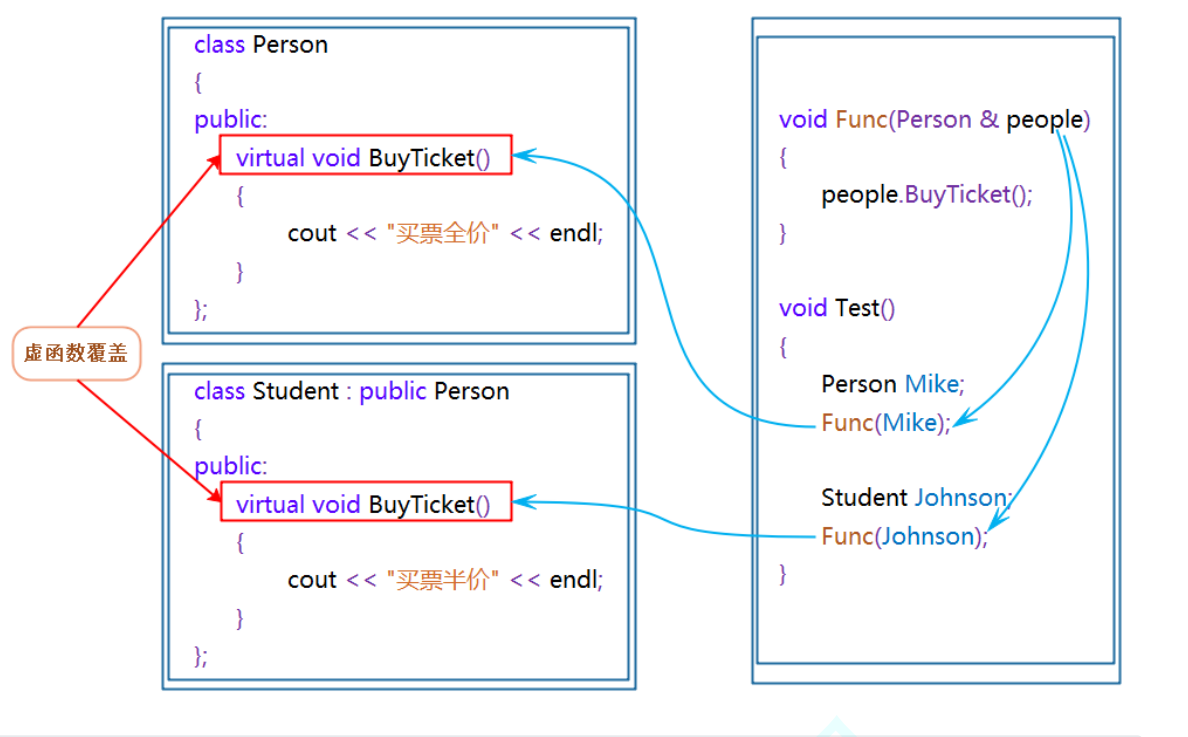 class Person
{
public:
virtual void BuyTicket()
{
cout << "买票全价" << endl;
}
};
虚函数覆盖
class Student : public Person
{
public:
virtual void BuyTicket()
{
cout << "买票半价" << endl;
}
};
void Func(Person & people)
{
people.BuyTicket();
}
void Test()
{
Person Mike;
Func(Mike);
Student Johnson;
Func(Johnson);
}